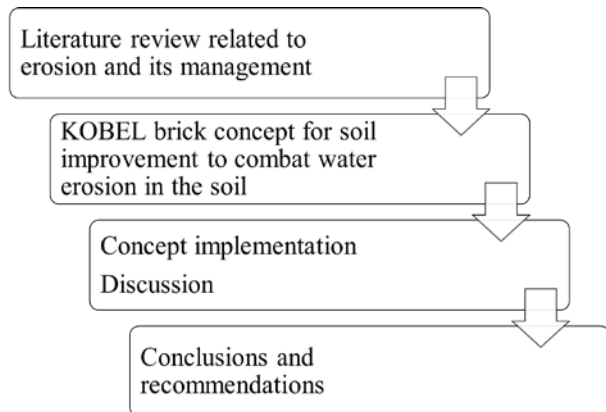 Literature review related to
erosion and its management
KOBEL brick concept for soil
improvement to combat water
erosion in the soil
Concept implementation
Discussion
Conclusions and
recommendations